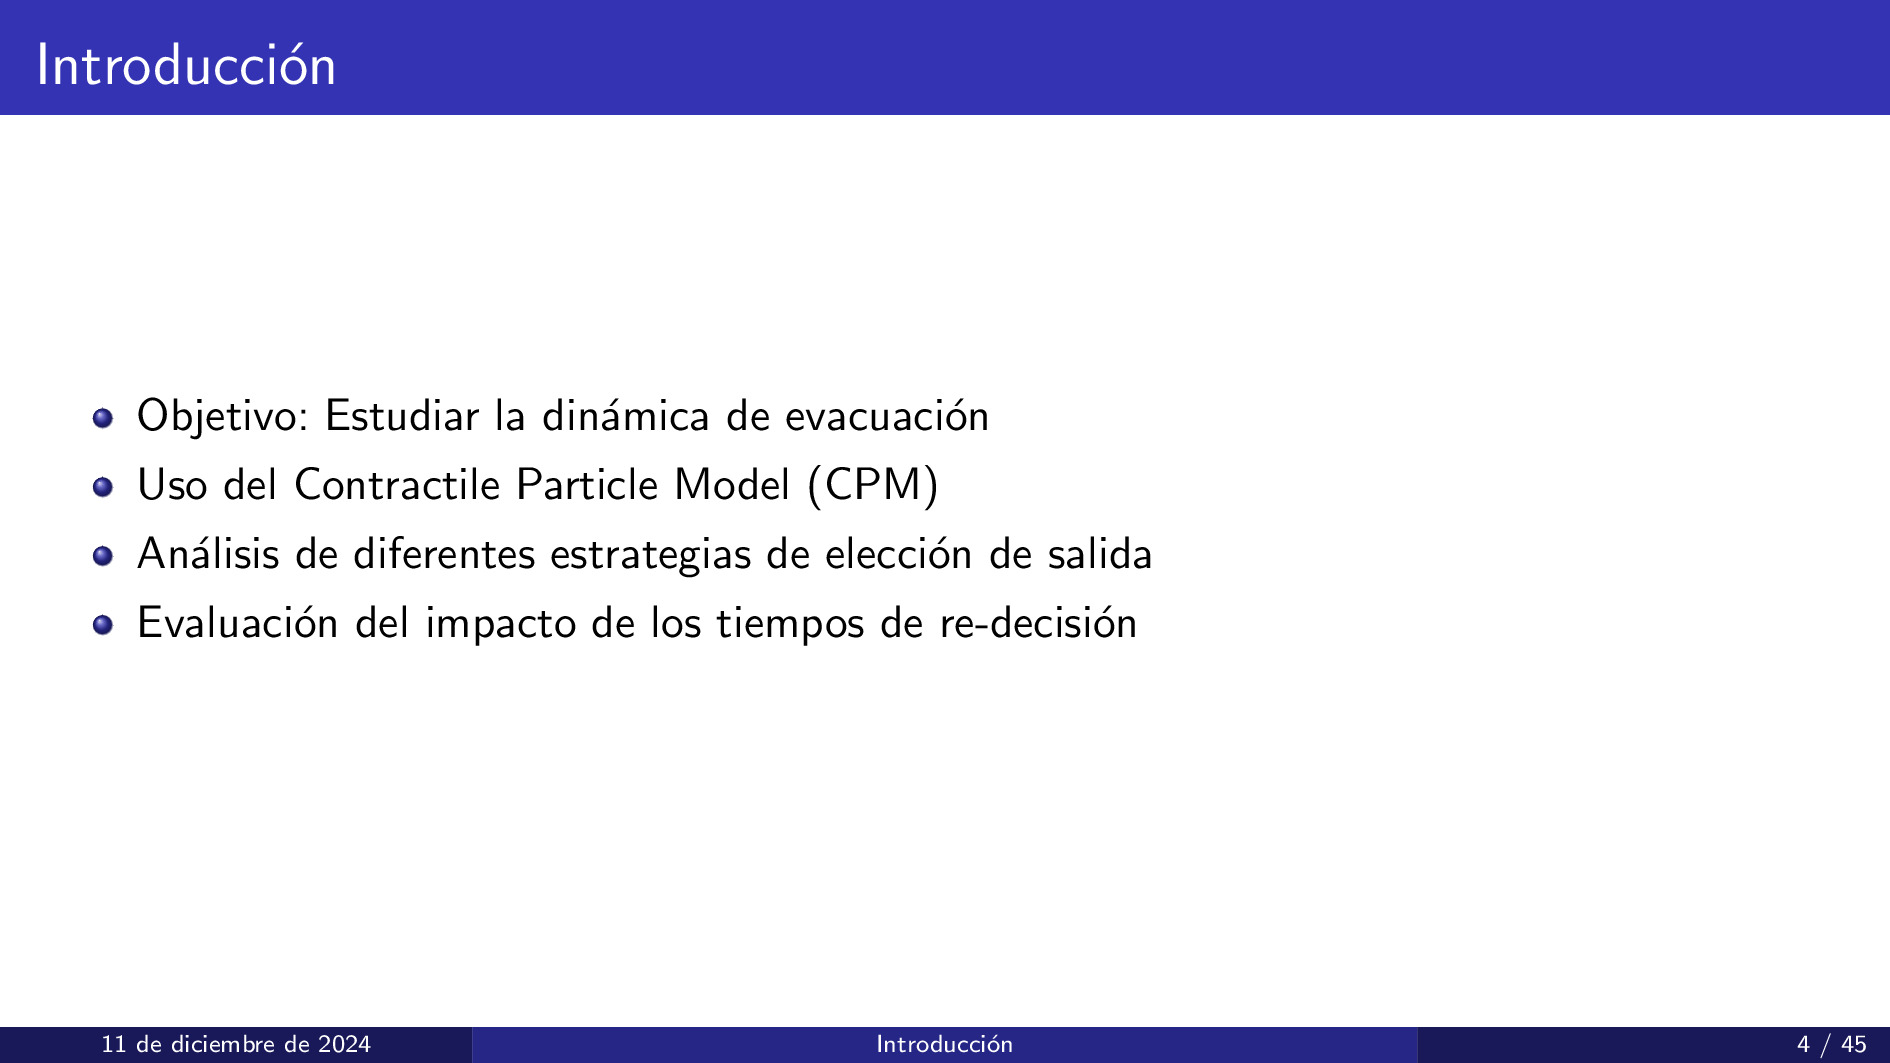 Introducción
Objetivo: Estudiar la dinámica de evacuación
Uso del Contractile Particle Model (CPM)
Análisis de diferentes estrategias de elección de salida
Evaluación del impacto de los tiempos de re-decisión
11 de diciembre de 2024
Introducción
4 / 45